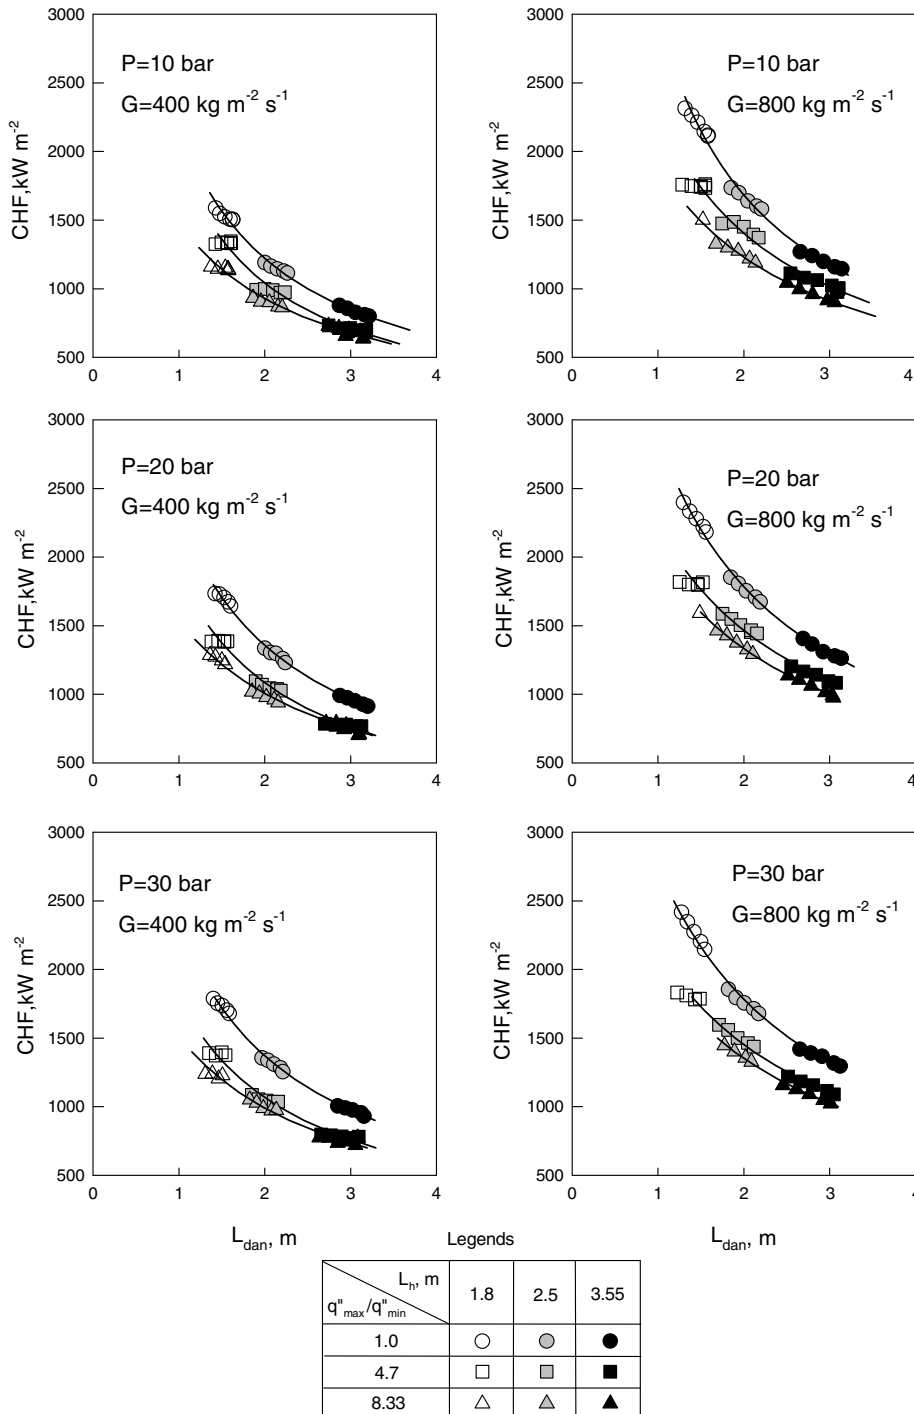 3000
2500
2000
1500
1000
500
0
1
2
3
4
CHF,kW m-2
P=10 bar
G=400 kg m-2 s-1
3000
2500
2000
1500
1000
500
0
1
2
3
4
CHF,kW m-2
P=10 bar
G=800 kg m-2 s-1
3000
2500
2000
1500
1000
500
0
1
2
3
4
CHF,kW m-2
P=20 bar
G=400 kg m-2 s-1
3000
2500
2000
1500
1000
500
0
1
2
3
4
CHF,kW m-2
P=20 bar
G=800 kg m-2 s-1
3000
2500
2000
1500
1000
500
0
1
2
3
4
CHF,kW m-2
P=30 bar
G=400 kg m-2 s-1
Ldan, m
3000
2500
2000
1500
1000
500
0
1
2
3
4
CHF,kW m-2
P=30 bar
G=800 kg m-2 s-1
Ldan, m
Legends
Lh, m
q"max/q"min
1.8 2.5 3.55
1.0
4.7
8.33